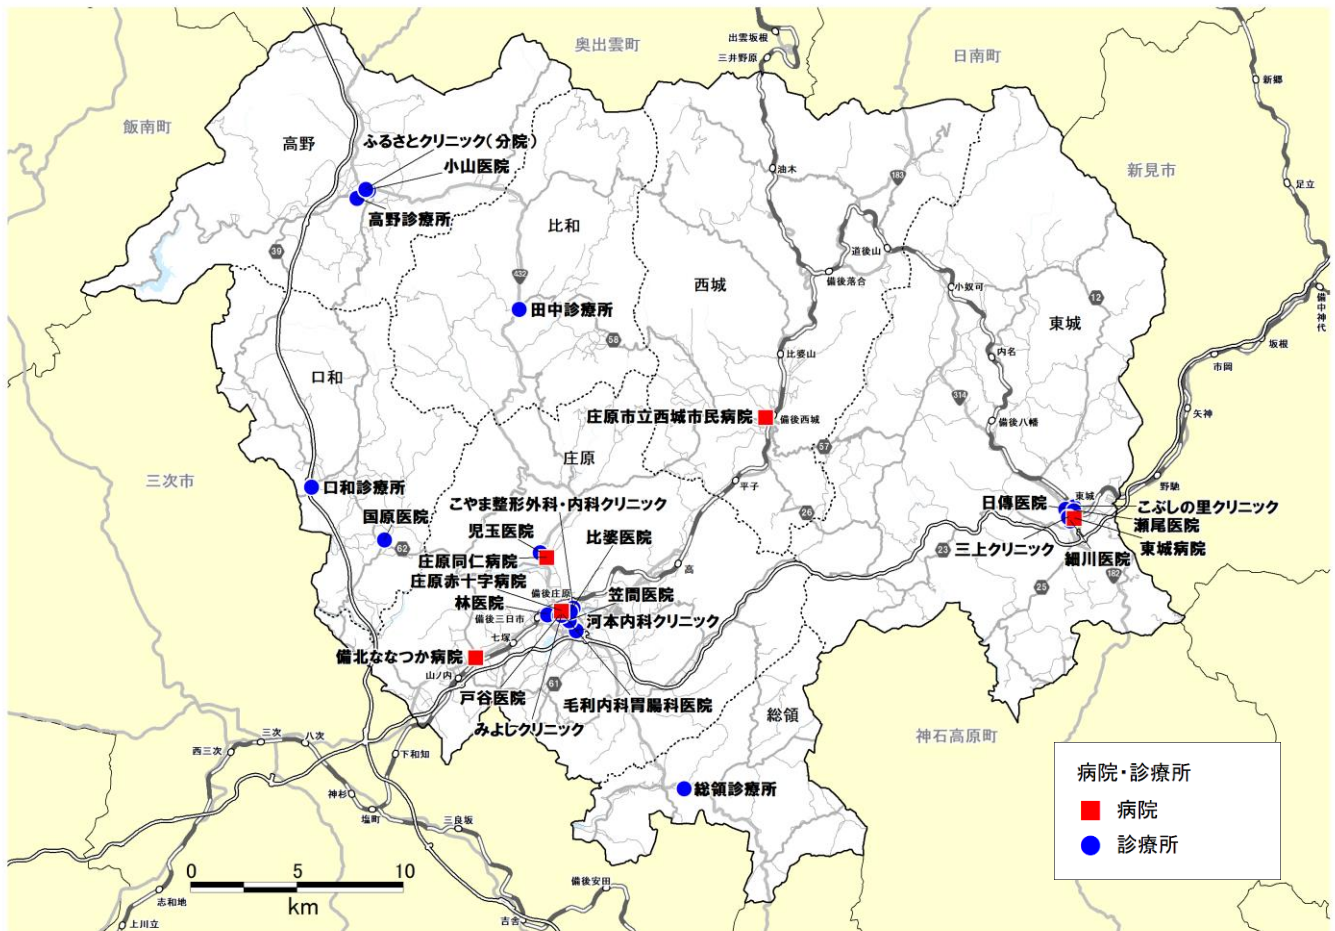 奥出雲町
出雲坂根
三井野原
日南町
新郷
飯南町
高野
ふるさとクリニック(分院)
小山医院
高野診療所
油木
183
新見市
足立
比和
39
道後山
432
西城
備後落合
小奴可
12
備中神代
田中診療所
東城
58
比婆山
内名
坂根
市岡
口和
314
矢神
庄原市立西城市民病院
備後西城
備後八幡
57
庄原
三次市
口和診療所
こやま整形外科・内科クリニック
平子
野馳
国原医院
児玉医院
比婆医院
26
日傳医院
東城
こぶしの里クリニック
瀬尾医院
62
庄原同仁病院
三上クリニック
東城病院
23
細川医院
庄原赤十字病院
高
182
25
備後庄原
笠間医院
林医院
備後三日市
河本内科クリニック
七塚
備北ななつか病院
山ノ内
61
戸谷医院
毛利内科胃腸科医院
みよしクリニック
総領
神石高原町
三次
八次
西三次
下和知
総領診療所
神杉
塩町
三良坂
病院・診療所
病院
診療所
0 5 10
km
備後安田
志和地
上川立
吉舎